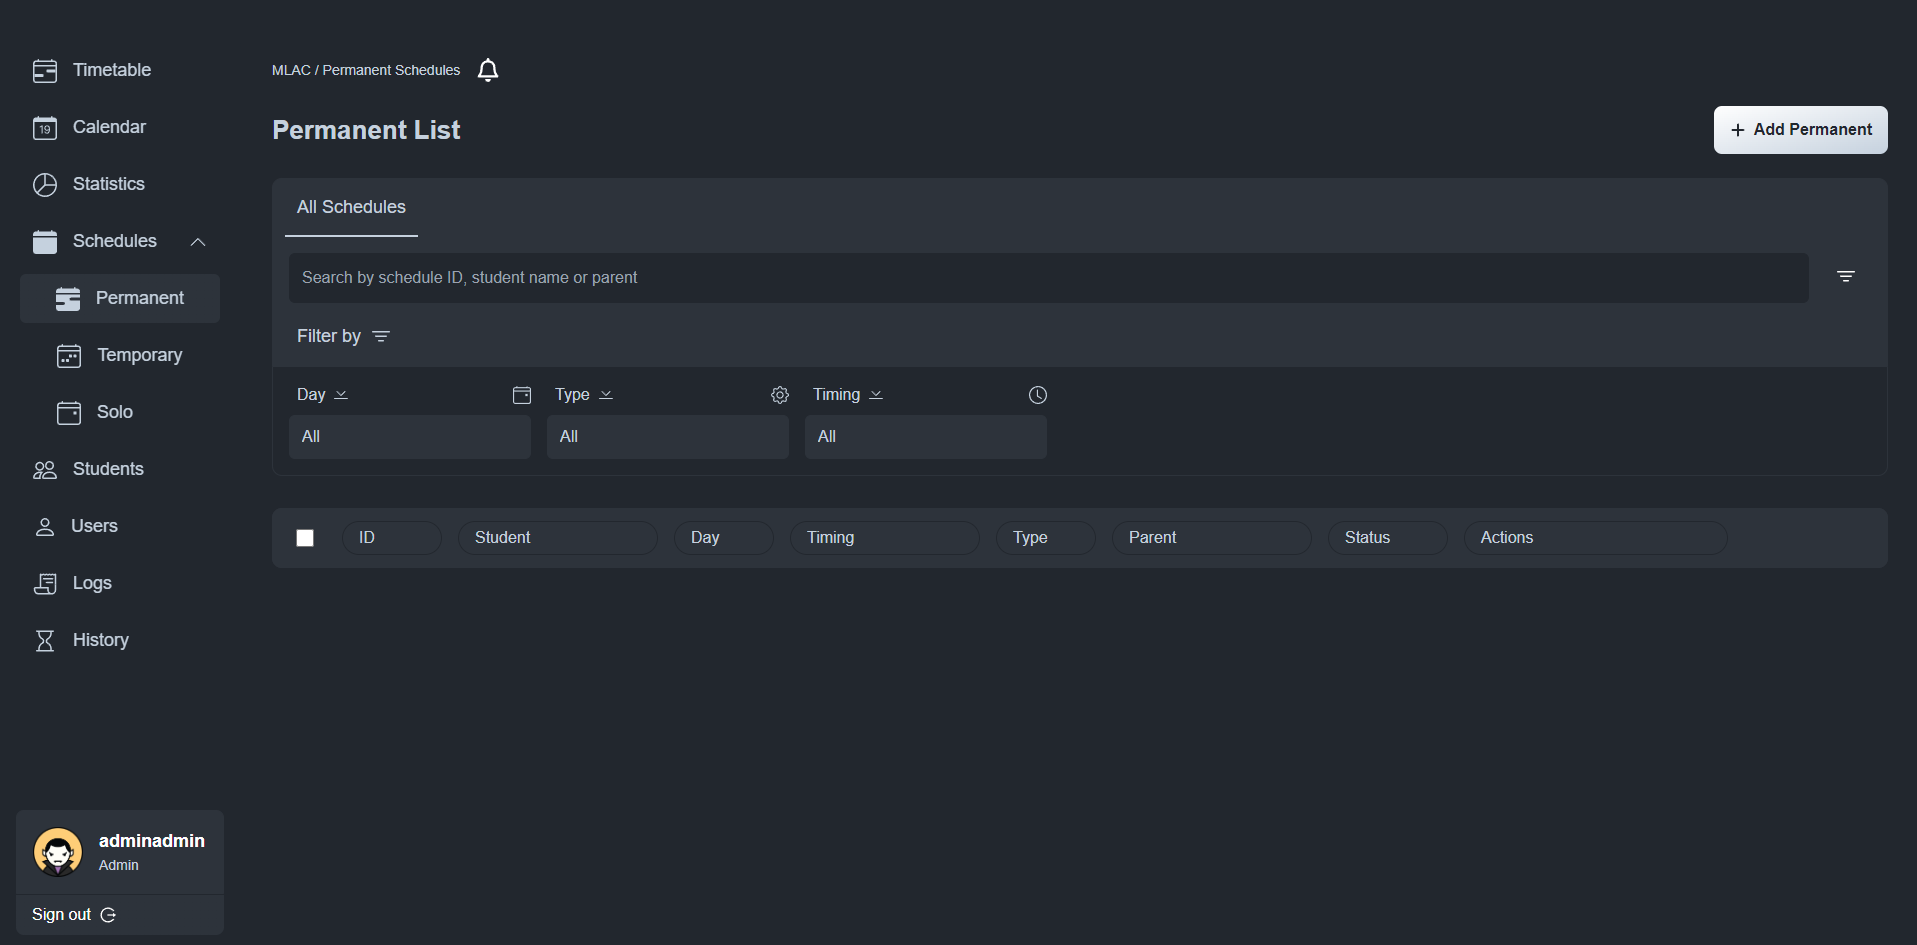 Timetable
Calendar
19
Statistics
Schedules
Permanent
Temporary
Solo
Students
Users
Logs
History
adminadmin
Admin
Sign out
MLAC / Permanent Schedules
Permanent List
+ Add Permanent
All Schedules
Search by schedule ID, student name or parent
Filter by
Day Type Timing
All All All
ID Student Day Timing Type Parent Status Actions